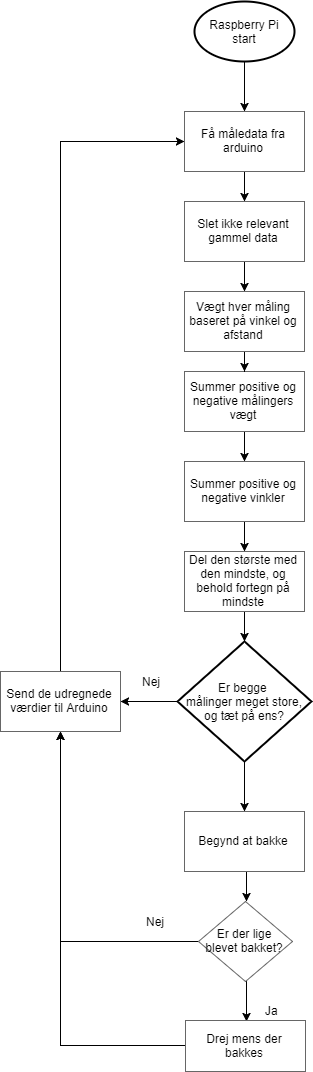 Raspberry Pi
start
Få måledata fra
arduino
Slet ikke relevant
gammel data
Vægt hver måling
baseret på vinkel og
afstand
Summer positive og
negative målingers
vægt
Summer positive og
negative vinkler
Del den største med
den mindste, og
behold fortegn på
mindste
Er begge
målinger meget store,
og tæt på ens?
Nej
Send de udregnede
værdier til Arduino
Begynd at bakke
Er der lige
blevet bakket?
Nej
Ja
Drej mens der
bakkes